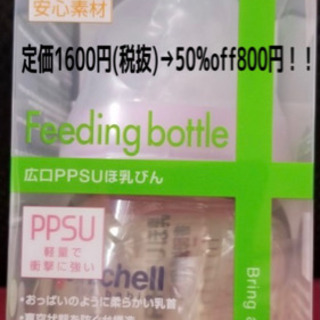 安心素材
定価1600円(税抜)→50%off800円！！
Feeding bottle
広口PPSUほ乳びん
PPSU
軽量で
衝撃に強い
chell
•おっぱいのように柔らかい乳首
Bring